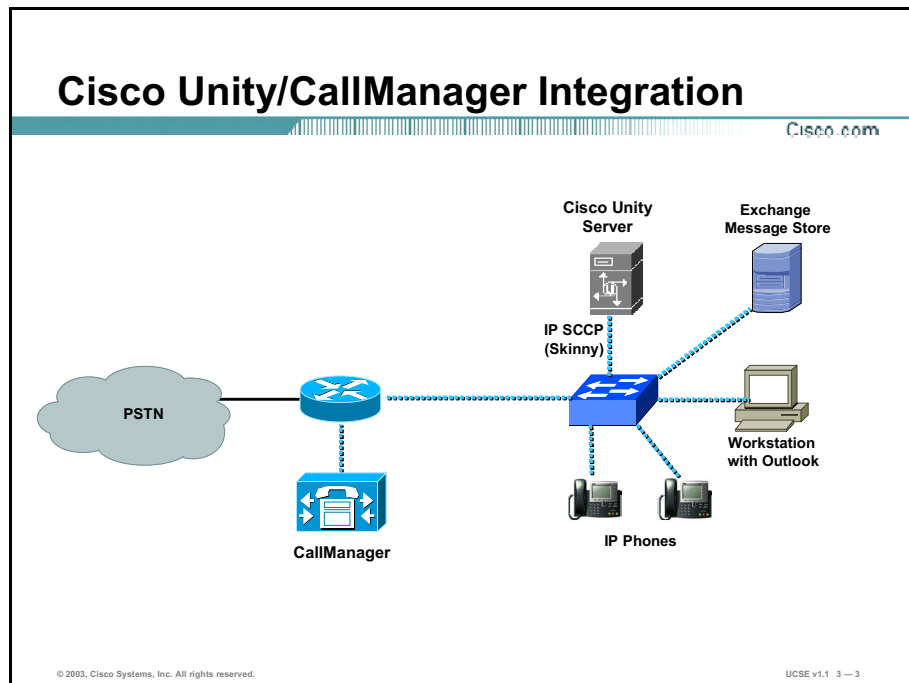 Cisco Unity/CallManager Integration
Cisco.com
Cisco Unity
Server
Exchange
Message Store
IP SCCP
(Skinny)
PSTN
Workstation
with Outlook
CallManager
IP Phones
© 2003, Cisco Systems, Inc. All rights reserved.
UCSE v1.1 3 — 3